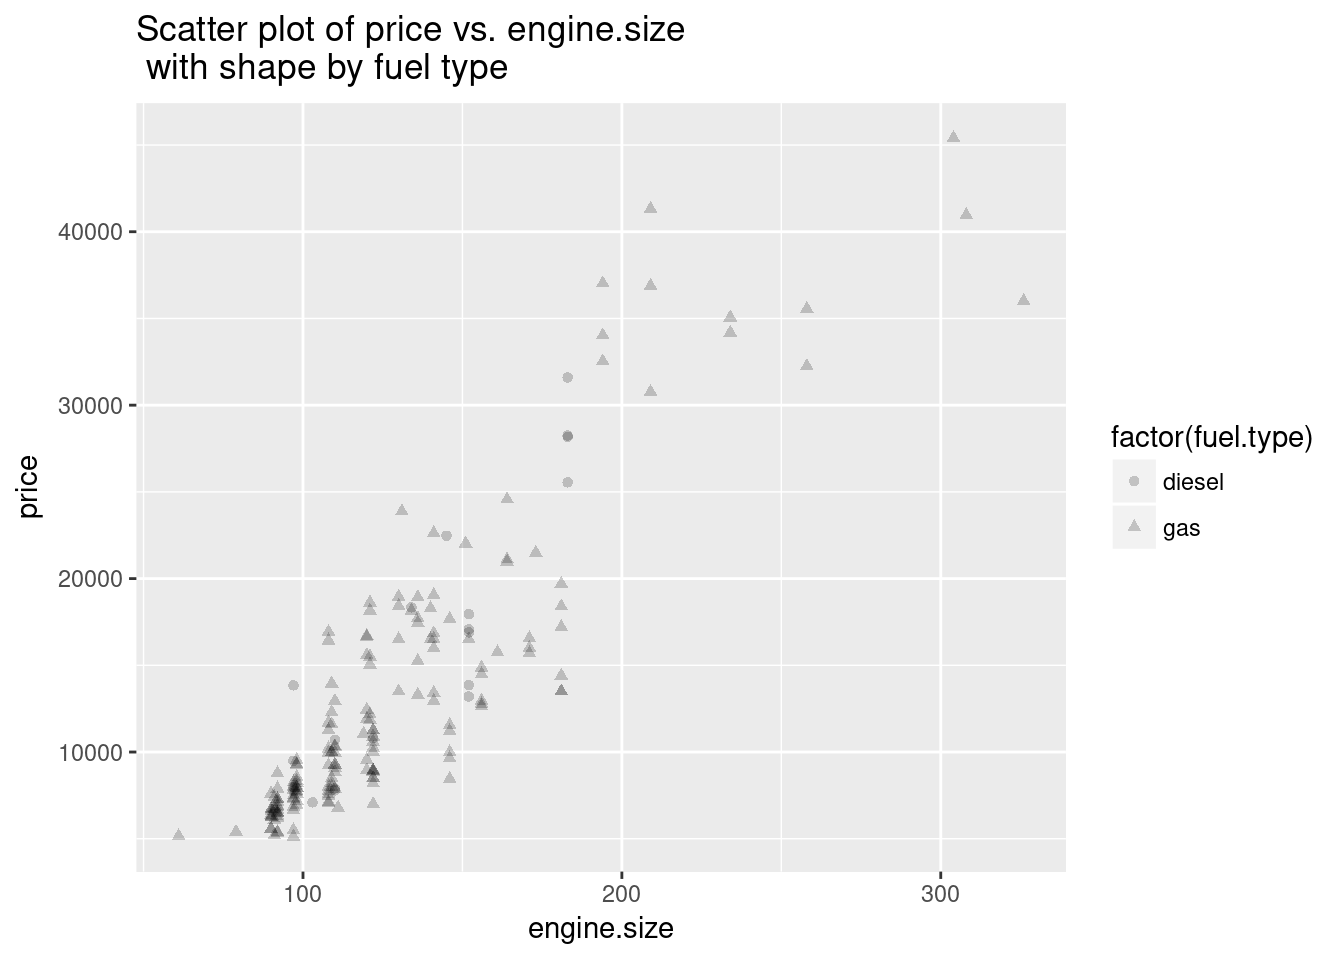 Scatter plot of price vs. engine.size
with shape by fuel type
40000
30000
20000
10000
price
100
200
300
engine.size
factor(fuel.type)
diesel
gas